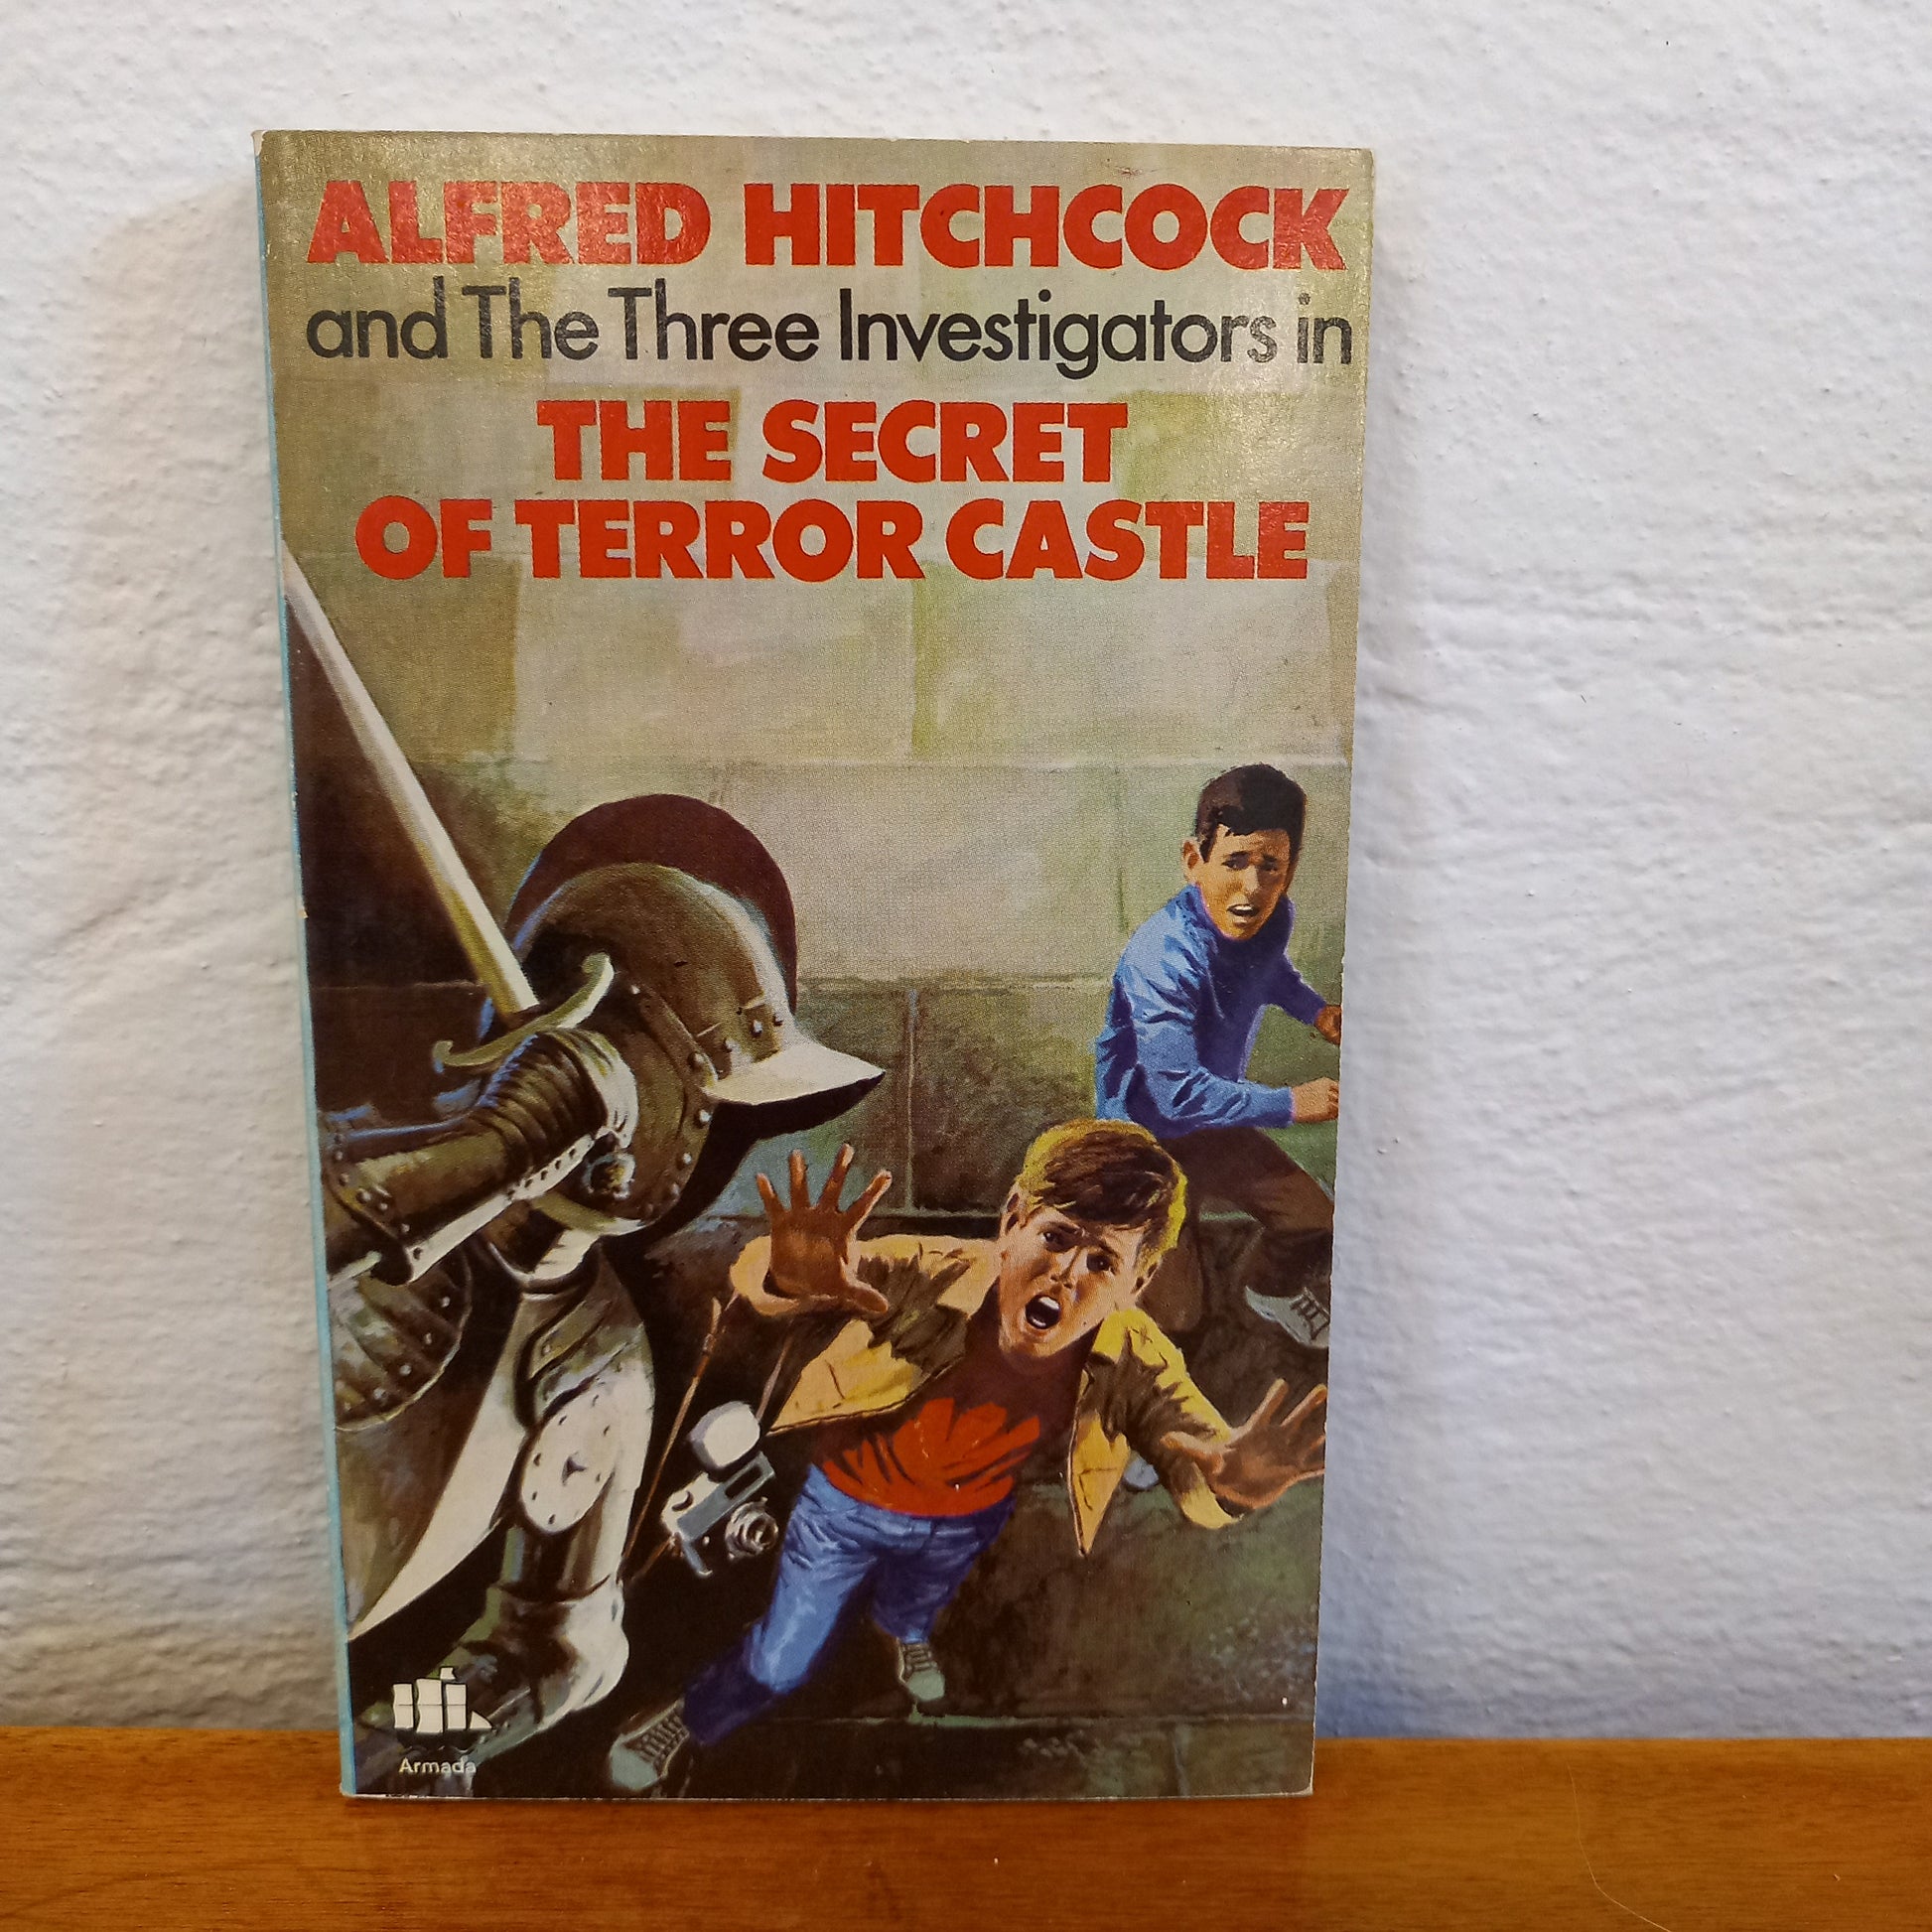 ALFRED HITCHCOCK
and The Three Investigators in
THE SECRET
OF TERROR CASTLE
Armada